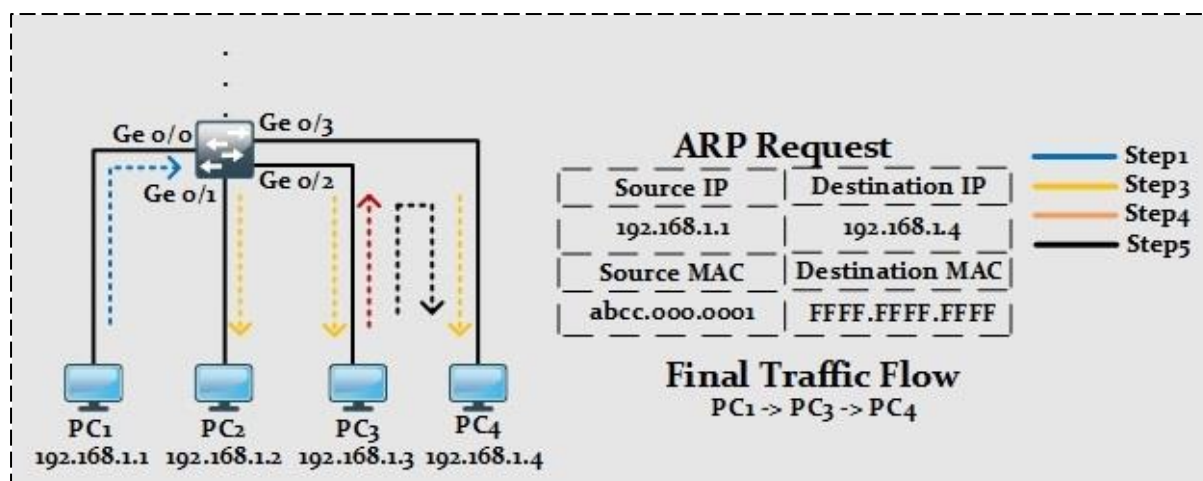 Ge 0/0
Ge 0/3
Ge 0/1
Ge 0/2
PC1
192.168.1.1
PC2
192.168.1.2
PC3
192.168.1.3
PC4
192.168.1.4
ARP Request
Source IP Destination IP
192.168.1.1 192.168.1.4
Source MAC Destination MAC
abcc.000.0001 FFFF.FFFF.FFFF
Final Traffic Flow
PC1 -> PC3 -> PC4
Step1
Step3
Step4
Step5